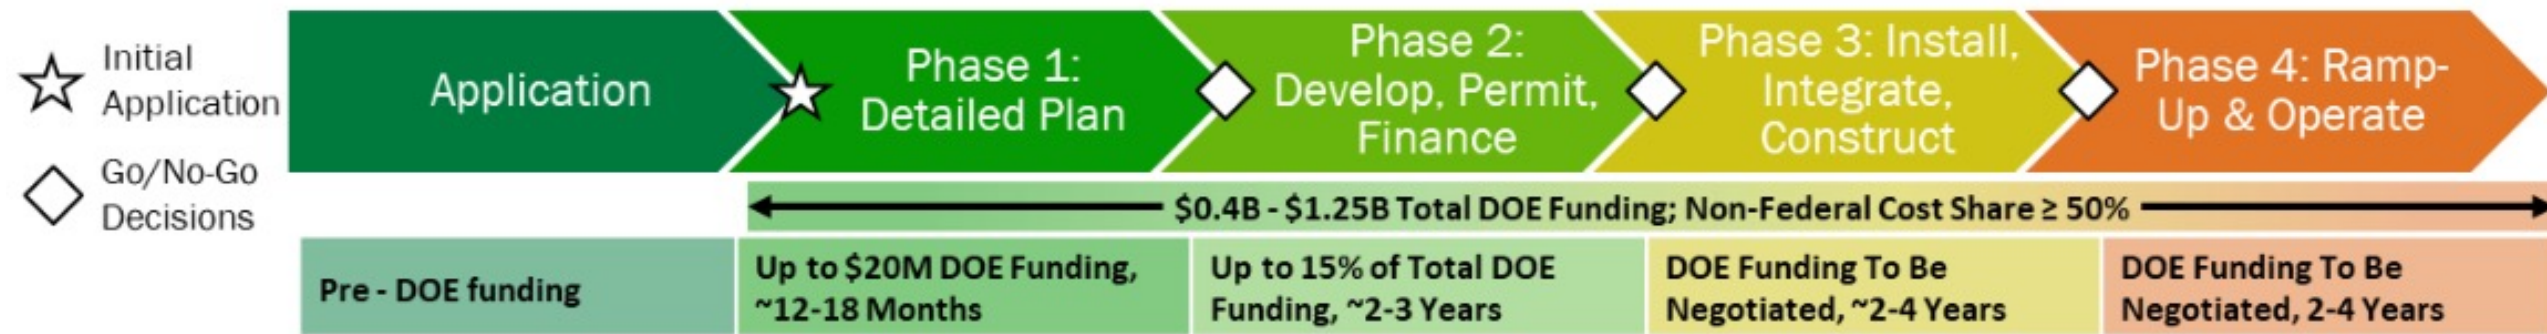 Initial
Application
Go/No-Go
Decisions
Application
Phase 1:
Detailed Plan
Phase 2:
Develop, Permit,
Finance
Phase 3: Install,
Integrate,
Construct
Phase 4: Ramp-
Up & Operate
$0.4B - $1.25B Total DOE Funding; Non-Federal Cost Share ≥ 50%
Pre - DOE funding
Up to $20M DOE Funding,
~12-18 Months
Up to 15% of Total DOE
Funding, ~2-3 Years
DOE Funding To Be
Negotiated, ~2-4 Years
DOE Funding To Be
Negotiated, 2-4 Years